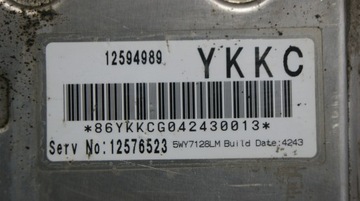 12594989 YKKC
*86YKKCG042430013*
Serv No:12576523 5WY7128LM Build Date:4243